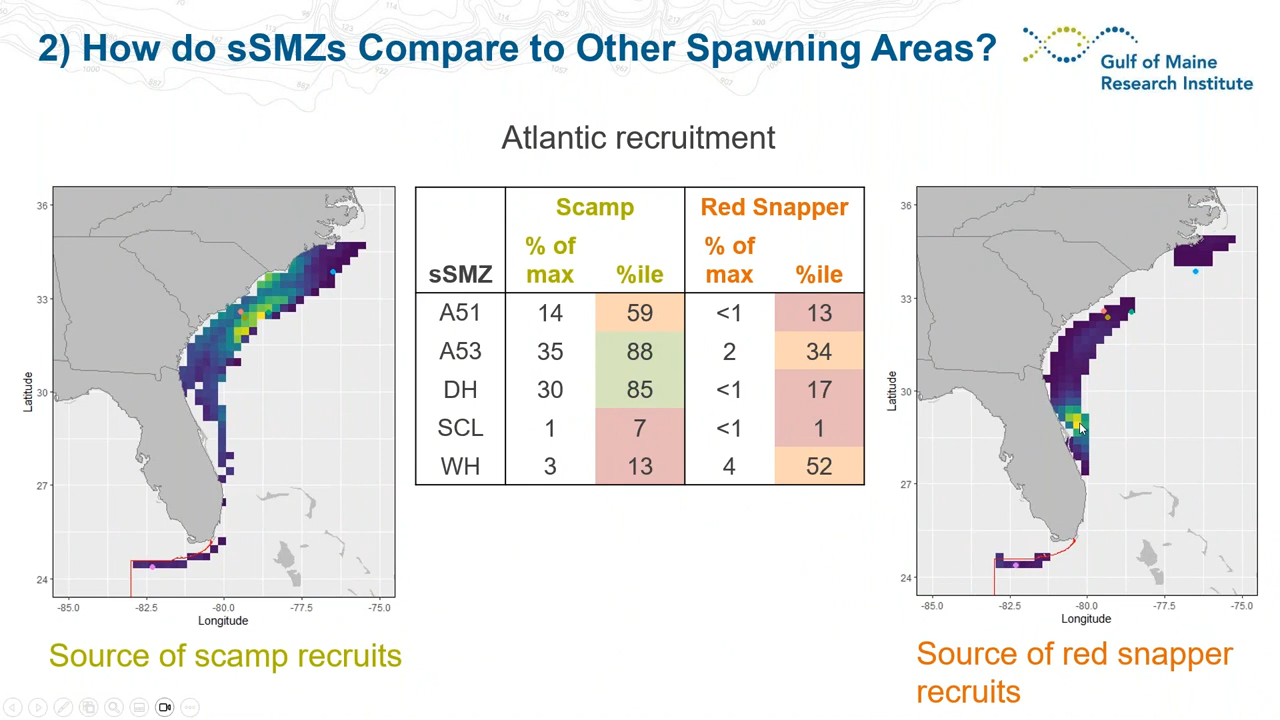 2) How do sSMZs Compare to Other Spawning Areas?
Gulf of Maine
Research Institute
Atlantic recruitment
36
33
30
27
24
Latitude
-85.0 -82.5 -80.0 -77.5 -75.0
Longitude
Source of scamp recruits
Scamp Red Snapper
sSMZ % of max %ile % of max %ile
A51 14 59 <1 13
A53 35 88 2 34
DH 30 85 <1 17
SCL 1 7 <1 1
WH 3 13 4 52
36
33
30
27
24
Latitude
-85.0 -82.5 -80.0 -77.5 -75.0
Longitude
Source of red snapper
recruits